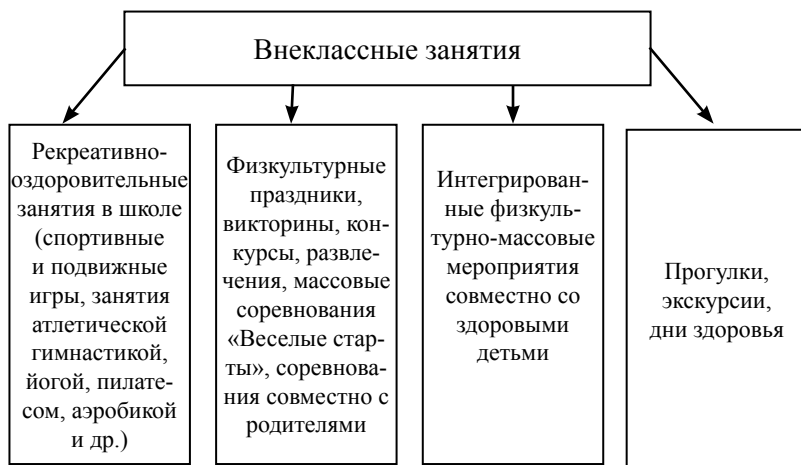 Внеклассные занятия
Рекреативно-
оздоровительные
занятия в школе
(спортивные
и подвижные
игры, занятия
атлетической
гимнастикой,
йогой, пилате-
сом, аэробикой
и др.)
Физкультурные
праздники,
викторины, кон-
курсы, развле-
чения, массовые
соревнования
«Веселые стар-
ты», соревнова-
ния совместно с
родителями
Интегрирован-
ные физкуль-
турно-массовые
мероприятия
совместно со
здоровыми
детьми
Прогулки,
экскурсии,
дни здоровья